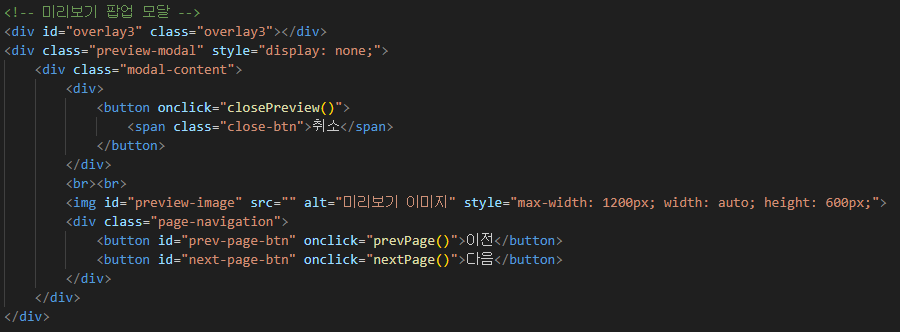 <!-- 미리보기 팝업 모달 -->
<div id="overlay3" class="overlay3"></div>
<div class="preview-modal" style="display: none;">
    <div class="modal-content">
        <div>
            <button onclick="closePreview()">
                <span class="close-btn">취소</span>
            </button>
        </div>
        <br><br>
        <img id="preview-image" src="" alt="미리보기 이미지" style="max-width: 1200px; width: auto; height: 600px;">
        <div class="page-navigation">
            <button id="prev-page-btn" onclick="prevPage()">이전</button>
            <button id="next-page-btn" onclick="nextPage()">다음</button>
        </div>
    </div>
</div>